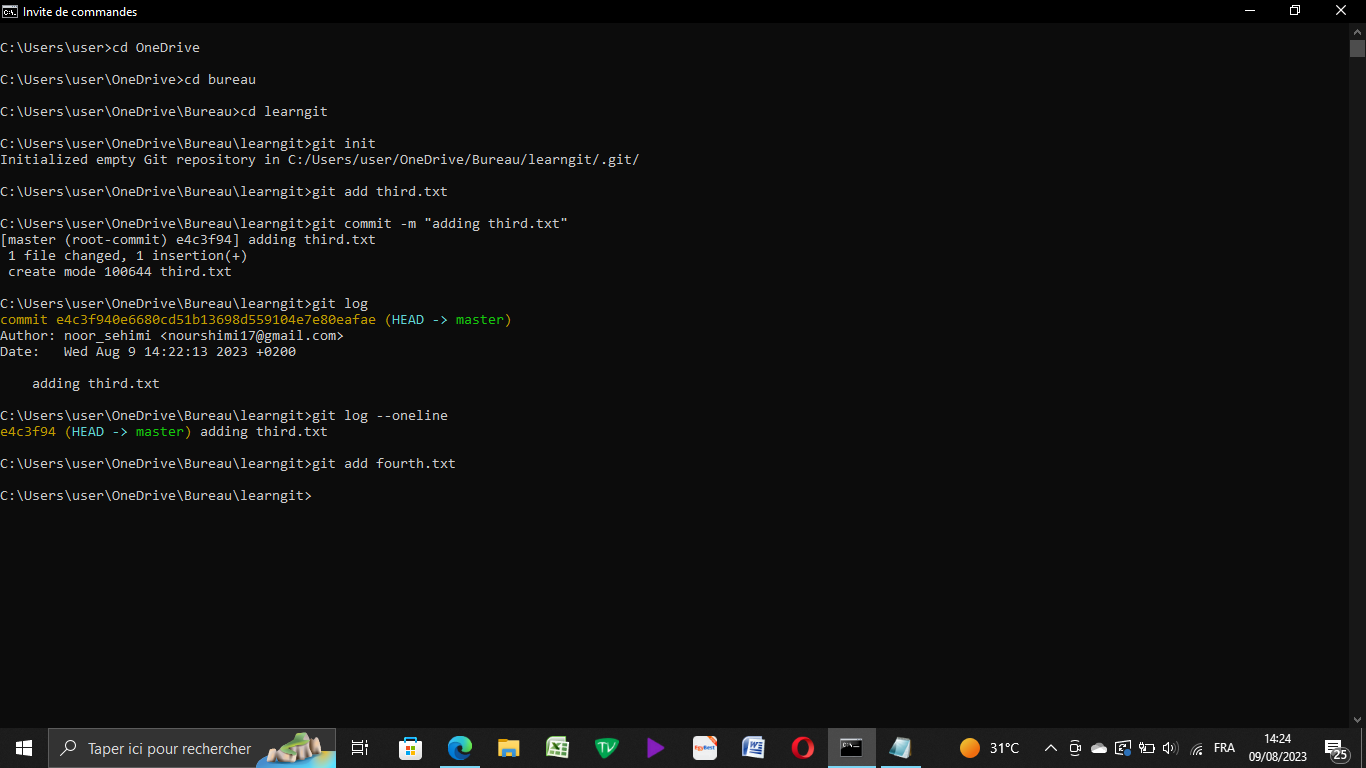 Invite de commandes
C:\Users\user>cd OneDrive
C:\Users\user\OneDrive>cd bureau
C:\Users\user\OneDrive\Bureau>cd learngit
C:\Users\user\OneDrive\Bureau\learngit>git init
Initialized empty Git repository in C:/Users/user/OneDrive/Bureau/learngit/.git/
C:\Users\user\OneDrive\Bureau\learngit>git add third.txt
C:\Users\user\OneDrive\Bureau\learngit>git commit -m "adding third.txt"
[master (root-commit) e4c3f94] adding third.txt
 1 file changed, 1 insertion(+)
 create mode 100644 third.txt
C:\Users\user\OneDrive\Bureau\learngit>git log
commit e4c3f940e6680cd51b13698d559104e7e80eafae (HEAD -> master)
Author: noor_sehimi <nourshimi17@gmail.com>
Date:   Wed Aug 9 14:22:13 2023 +0200
    adding third.txt
C:\Users\user\OneDrive\Bureau\learngit>git log --oneline
e4c3f94 (HEAD -> master) adding third.txt
C:\Users\user\OneDrive\Bureau\learngit>git add fourth.txt
C:\Users\user\OneDrive\Bureau\learngit>
Taper ici pour rechercher
TV
EgyBest
31°C
FRA
14:24
09/08/2023
25